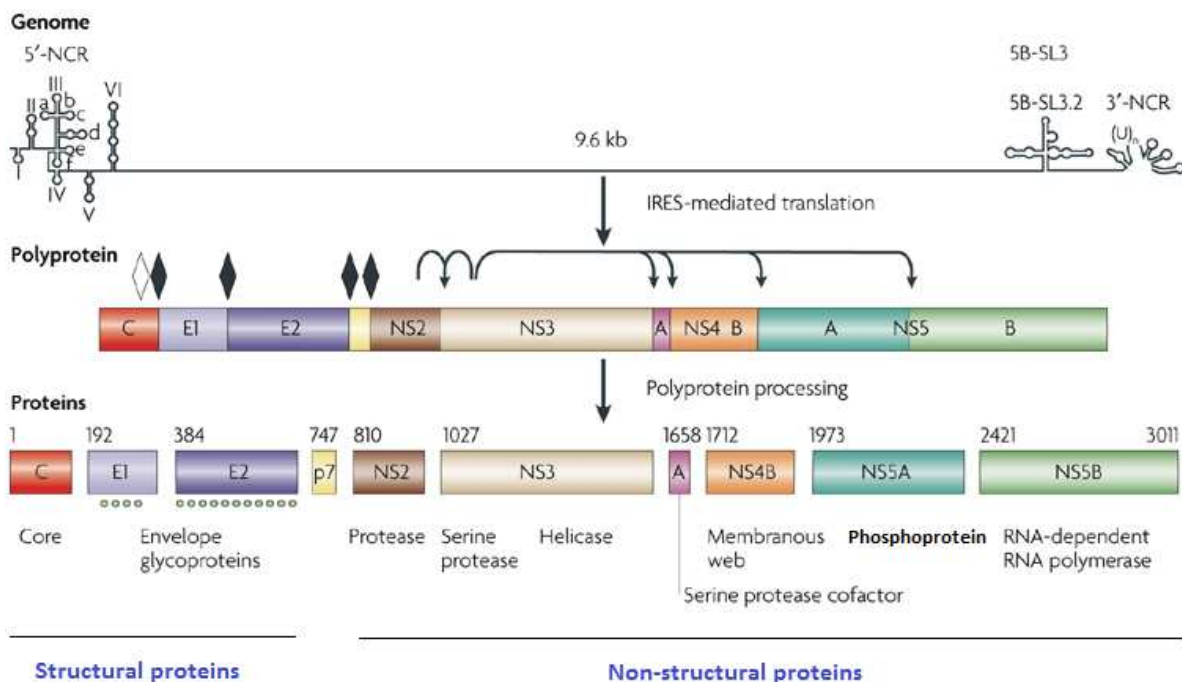 Genome
5′-NCR
5B-SL3
III
VI
II a b
c
5B-SL3.2 3′-NCR
d
9.6 kb
(U)n
e
f
I
IV
V
IRES-mediated translation
Polyprotein
C E1 E2 NS2 NS3 A NS4 B A NS5 B
Polyprotein processing
Proteins
1 192 384 747 810 1027 1658 1712 1973 2421 3011
C E1 E2 p7 NS2 NS3 A NS4B NS5A NS5B
Core Envelope glycoproteins Protease Serine protease Helicase Membranous web Phosphoprotein RNA-dependent RNA polymerase
Serine protease cofactor
Structural proteins Non-structural proteins